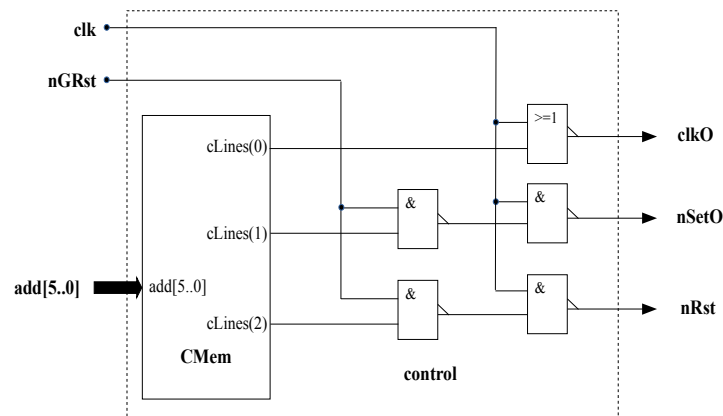 clk
nGRst
>=1
cLines(0)
clkO
&
&
nSetO
cLines(1)
add[5..0]
add[5..0]
&
&
nRst
cLines(2)
CMem
control